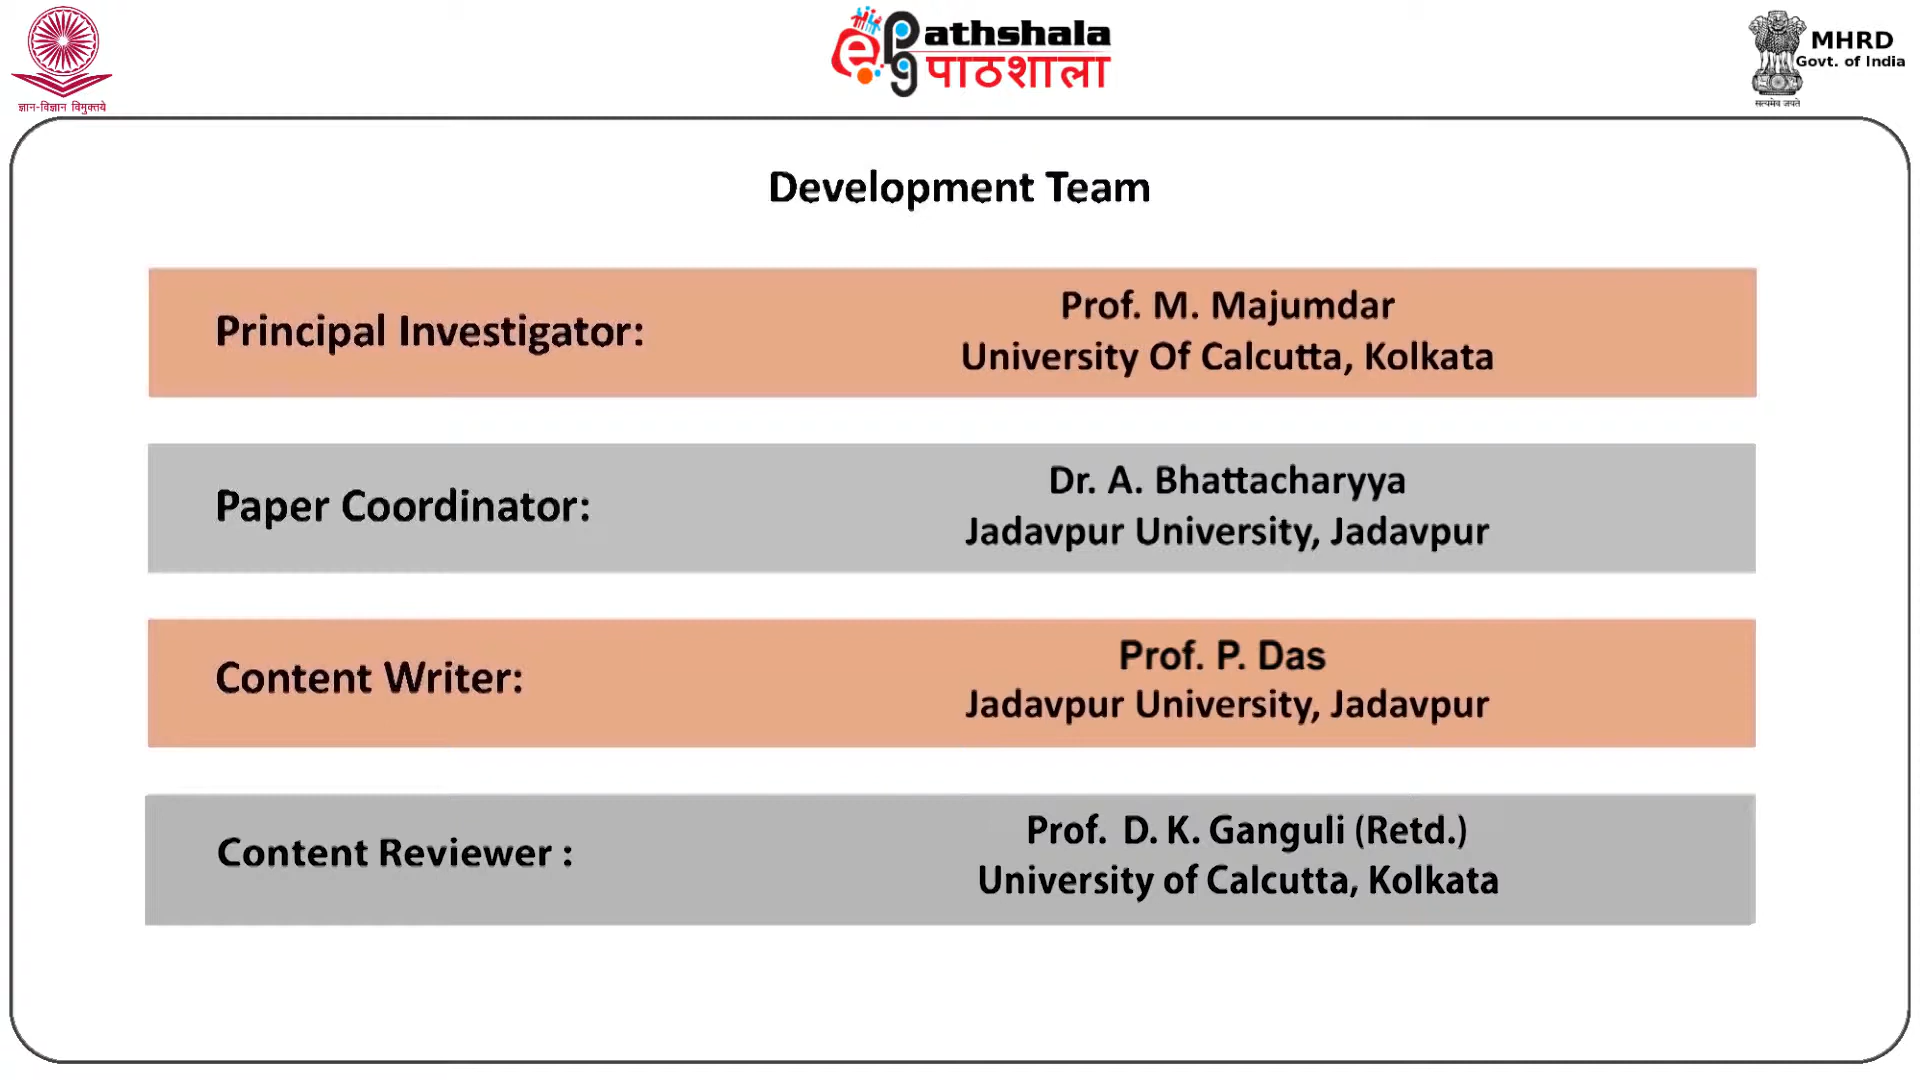 ज्ञान-विज्ञान विमुक्तये
ePG Pathshala
पाठशाला
MHRD
Govt. of India
सत्यमेव जयते
Development Team
Principal Investigator:
Prof. M. Majumdar
University Of Calcutta, Kolkata
Paper Coordinator:
Dr. A. Bhattacharyya
Jadavpur University, Jadavpur
Content Writer:
Prof. P. Das
Jadavpur University, Jadavpur
Content Reviewer :
Prof. D. K. Ganguli (Retd.)
University of Calcutta, Kolkata